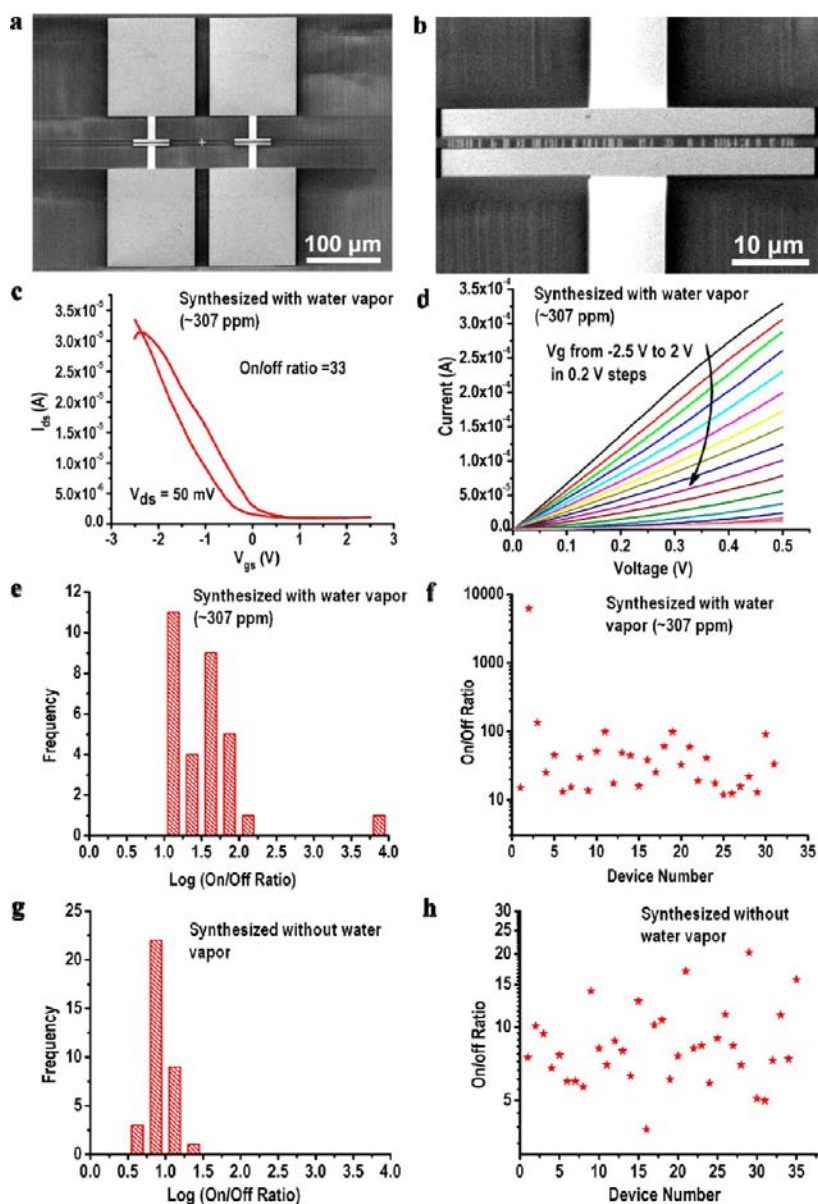 a
100 μm
b
10 μm
c
Synthesized with water vapor
(~307 ppm)
On/off ratio =33
V_ds = 50 mV
3.5x10⁻⁵
3.0x10⁻⁵
2.5x10⁻⁵
2.0x10⁻⁵
1.5x10⁻⁵
1.0x10⁻⁵
5.0x10⁻⁶
0.0
I_ds (A)
-3 -2 -1 0 1 2 3
V_gs (V)
d
Synthesized with water vapor
(~307 ppm)
Vg from -2.5 V to 2 V
in 0.2 V steps
3.5x10⁻⁴
3.0x10⁻⁴
2.5x10⁻⁴
2.0x10⁻⁴
1.5x10⁻⁴
1.0x10⁻⁴
5.0x10⁻⁵
0.0
Current (A)
0.0 0.1 0.2 0.3 0.4 0.5
Voltage (V)
e
Synthesized with water vapor
(~307 ppm)
12
10
8
6
4
2
0
Frequency
0.0 0.5 1.0 1.5 2.0 2.5 3.0 3.5 4.0
Log (On/Off Ratio)
f
Synthesized with water
vapor (~307 ppm)
10000
1000
100
10
On/Off Ratio
0 5 10 15 20 25 30 35
Device Number
g
Synthesized without water
vapor
25
20
15
10
5
0
Frequency
0.0 0.5 1.0 1.5 2.0 2.5 3.0 3.5 4.0
Log (On/Off Ratio)
h
Synthesized without
water vapor
30
25
20
15
10
5
On/off Ratio
0 5 10 15 20 25 30 35
Device Number